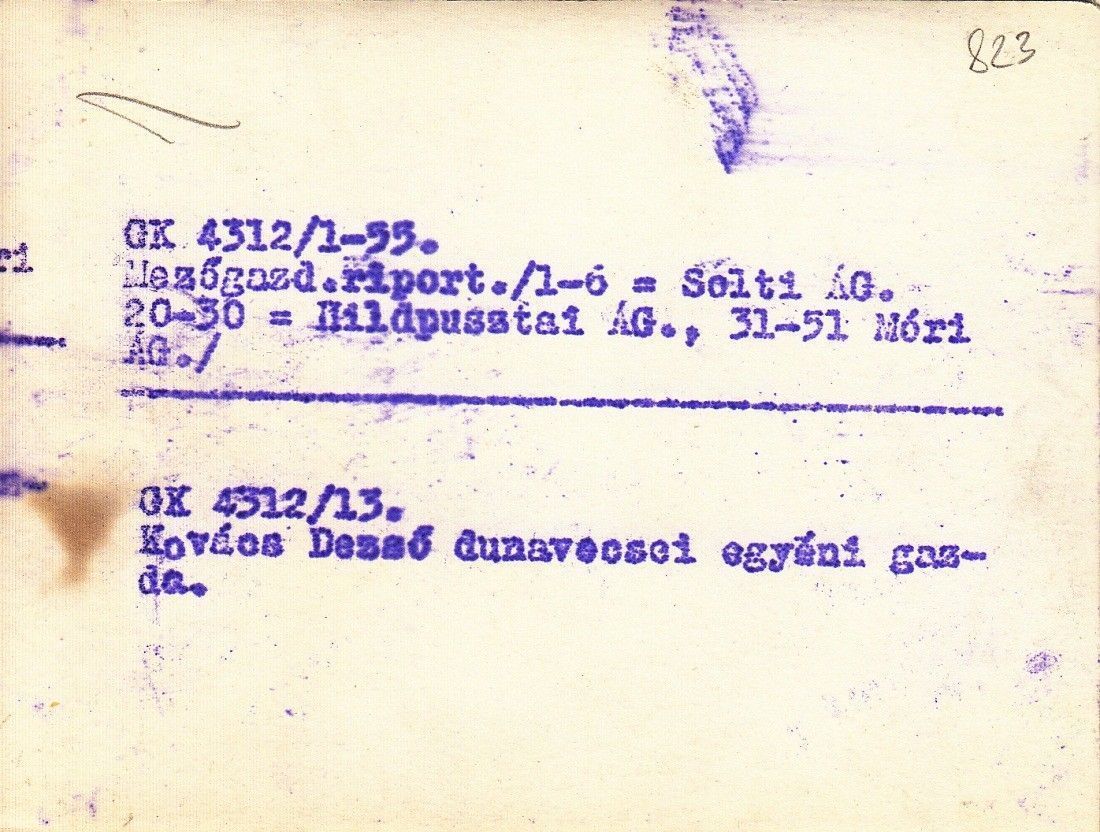 823
GK 4312/1-55.
ri
Mezőgazd.riport./1-6 = Solti ÁG.
20-30 = Hildpusztai ÁG., 31-51 Móri
ÁG./
GK 4312/13.
Kovács Dezső dunavecsei egyéni gaz-
da.